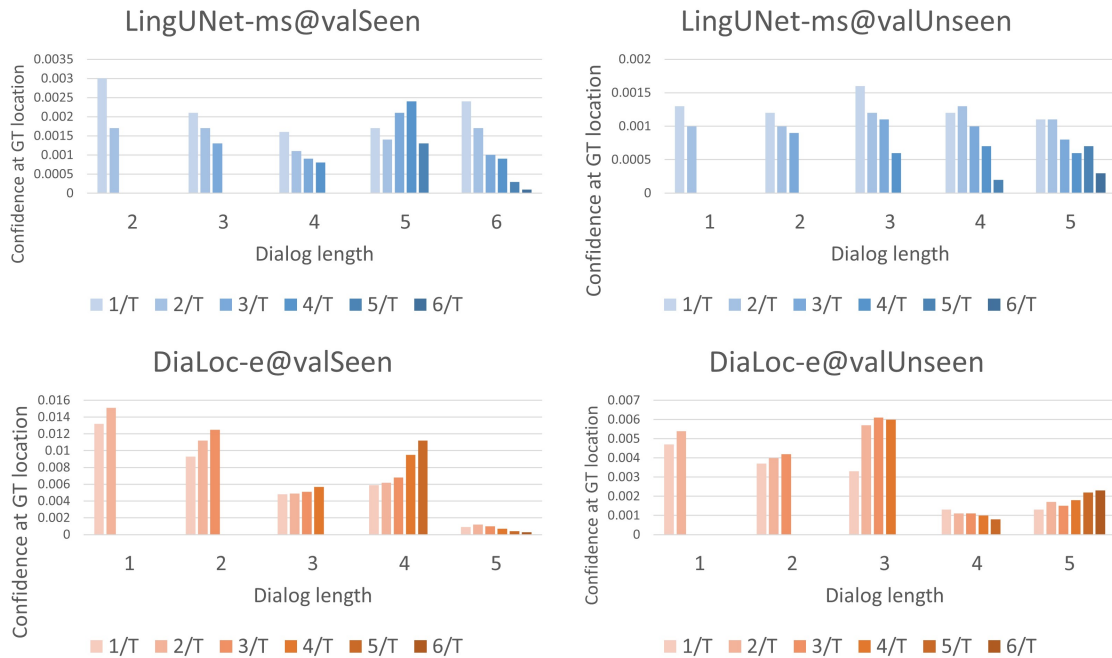 LingUNet-ms@valSeen
Confidence at GT location
0.0035
0.003
0.0025
0.002
0.0015
0.001
0.0005
0
2 3 4 5 6
Dialog length
1/T 2/T 3/T 4/T 5/T 6/T
LingUNet-ms@valUnseen
Confidence at GT location
0.002
0.0015
0.001
0.0005
0
1 2 3 4 5
Dialog length
1/T 2/T 3/T 4/T 5/T 6/T
DiaLoc-e@valSeen
Confidence at GT location
0.016
0.014
0.012
0.01
0.008
0.006
0.004
0.002
0
1 2 3 4 5
Dialog length
1/T 2/T 3/T 4/T 5/T 6/T
DiaLoc-e@valUnseen
Confidence at GT location
0.007
0.006
0.005
0.004
0.003
0.002
0.001
0
1 2 3 4 5
Dialog length
1/T 2/T 3/T 4/T 5/T 6/T